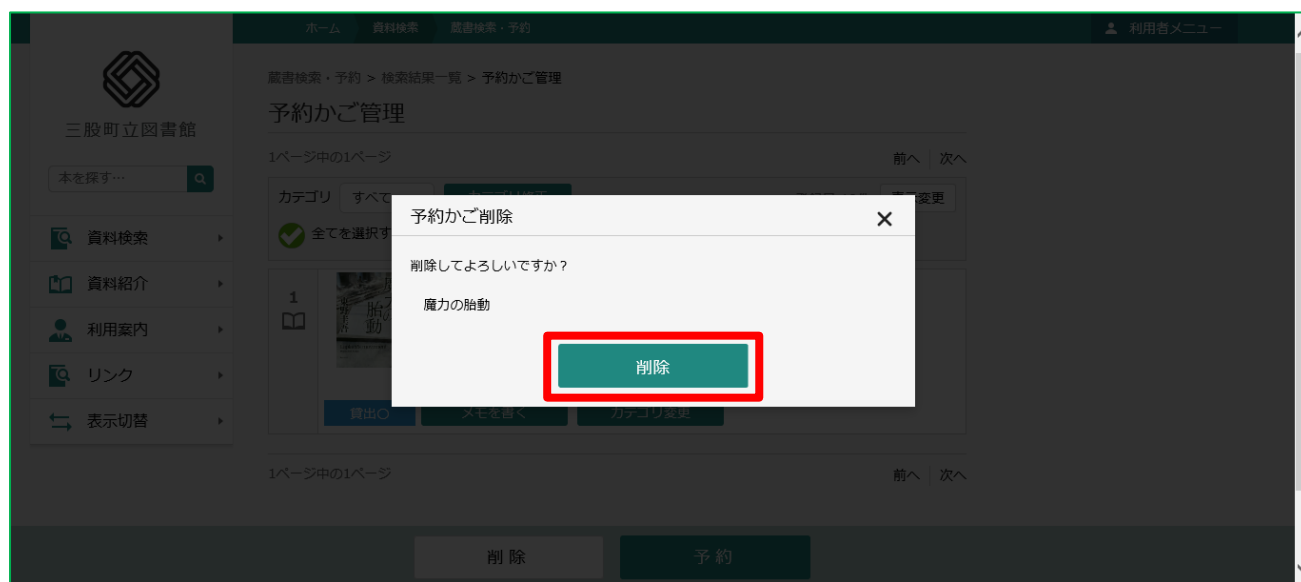 ホーム 資料検索 蔵書検索・予約 利用者メニュー
三股町立図書館
本を探す…
資料検索
資料紹介
利用案内
リンク
表示切替
蔵書検索・予約 > 検索結果一覧 > 予約かご管理
予約かご管理
1ページ中の1ページ 前へ 次へ
カテゴリ すべて カテゴリ修正 表示変更
全てを選択す
予約かご削除
削除してよろしいですか？
魔力の胎動
削除
1
貸出○ メモを書く カテゴリ変更
1ページ中の1ページ 前へ 次へ
削除 予約